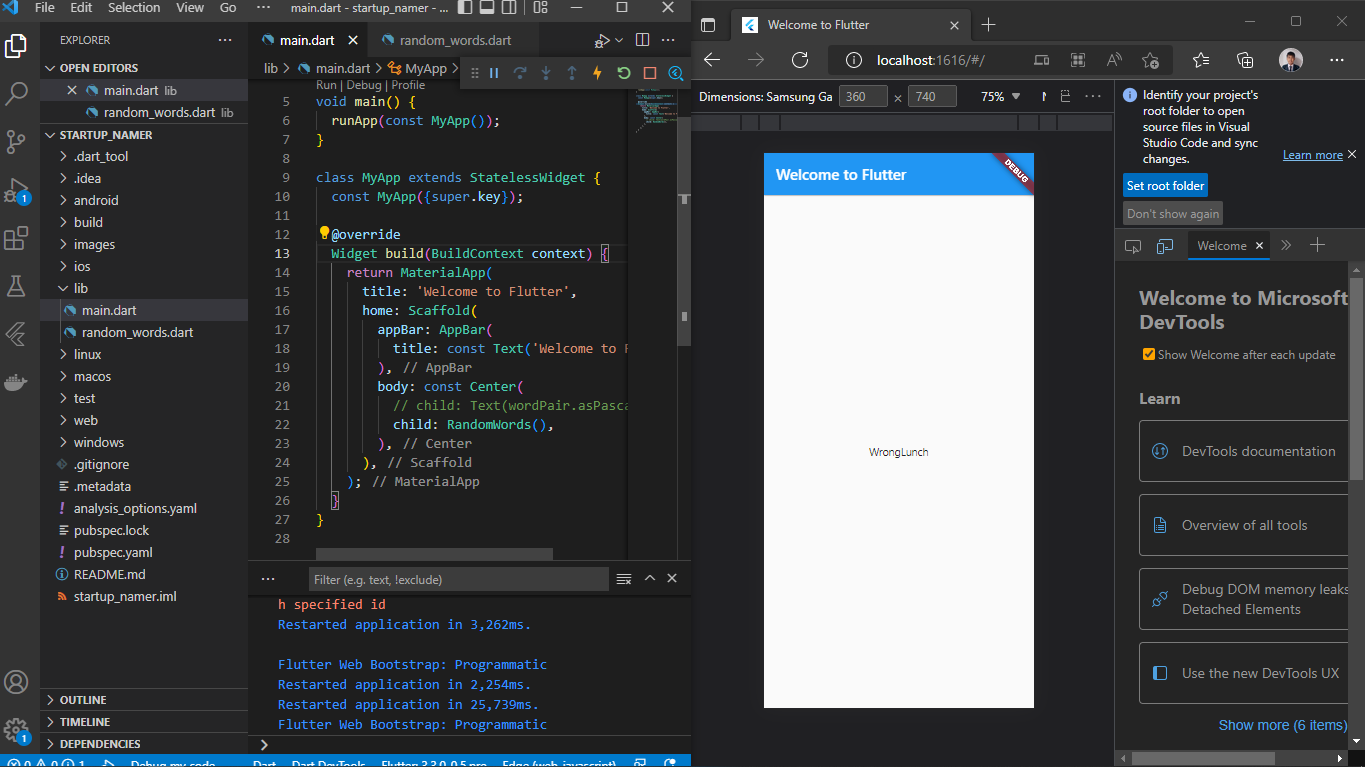 File Edit Selection View Go ··· main.dart - startup_namer - ...
EXPLORER
OPEN EDITORS
main.dart lib
random_words.dart lib
STARTUP_NAMER
.dart_tool
.idea
android
build
images
ios
lib
main.dart
random_words.dart
linux
macos
test
web
windows
.gitignore
.metadata
analysis_options.yaml
pubspec.lock
pubspec.yaml
README.md
startup_namer.iml
OUTLINE
TIMELINE
DEPENDENCIES
main.dart random_words.dart
lib > main.dart > MyApp >
Run | Debug | Profile
5 void main() {
6 runApp(const MyApp());
7 }
8
9 class MyApp extends StatelessWidget {
10 const MyApp({super.key});
11
12 @override
13 Widget build(BuildContext context) {
14 return MaterialApp(
15 title: 'Welcome to Flutter',
16 home: Scaffold(
17 appBar: AppBar(
18 title: const Text('Welcome to F
19 ), // AppBar
20 body: const Center(
21 // child: Text(wordPair.asPasca
22 child: RandomWords(),
23 ), // Center
24 ), // Scaffold
25 ); // MaterialApp
26 }
27 }
28
Filter (e.g. text, !exclude)
h specified id
Restarted application in 3,262ms.
Flutter Web Bootstrap: Programmatic
Restarted application in 2,254ms.
Restarted application in 25,739ms.
Flutter Web Bootstrap: Programmatic
0 0 1 Debug my code Dart Dart DevTools Flutter 3.3.0-0.5.pre Edge (web-javascript)
Welcome to Flutter
localhost:1616/#/
Dimensions: Samsung Ga 360 × 740 75%
Welcome to Flutter
DEBUG
WrongLunch
Identify your project's
root folder to open
source files in Visual
Studio Code and sync
changes.
Learn more
Set root folder
Don't show again
Welcome
Welcome to Microsoft
DevTools
Show Welcome after each update
Learn
DevTools documentation
Overview of all tools
Debug DOM memory leaks
Detached Elements
Use the new DevTools UX
Show more (6 items)